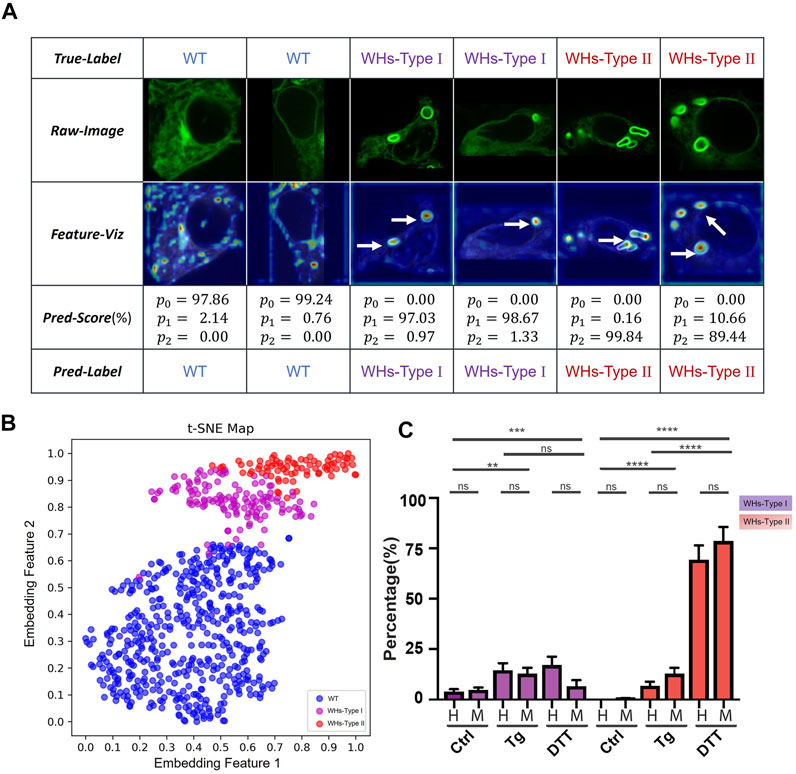 A
True-Label WT WT WHs-Type I WHs-Type I WHs-Type II WHs-Type II
Raw-Image
Feature-Viz
Pred-Score(%)
p0 = 97.86 p0 = 99.24 p0 = 0.00 p0 = 0.00 p0 = 0.00 p0 = 0.00
p1 = 2.14 p1 = 0.76 p1 = 97.03 p1 = 98.67 p1 = 0.16 p1 = 10.66
p2 = 0.00 p2 = 0.00 p2 = 0.97 p2 = 1.33 p2 = 99.84 p2 = 89.44
Pred-Label WT WT WHs-Type I WHs-Type I WHs-Type II WHs-Type II
B
t-SNE Map
Embedding Feature 2
1.0
0.9
0.8
0.7
0.6
0.5
0.4
0.3
0.2
0.1
0.0
0.0 0.1 0.2 0.3 0.4 0.5 0.6 0.7 0.8 0.9 1.0
Embedding Feature 1
WT
WHs-Type I
WHs-Type II
C
*** ****
ns ****
** ****
ns ns ns ns ns ns
WHs-Type I
WHs-Type II
Percentage(%)
100
75
50
25
0
H M H M H M H M H M H M
Ctrl Tg DTT Ctrl Tg DTT